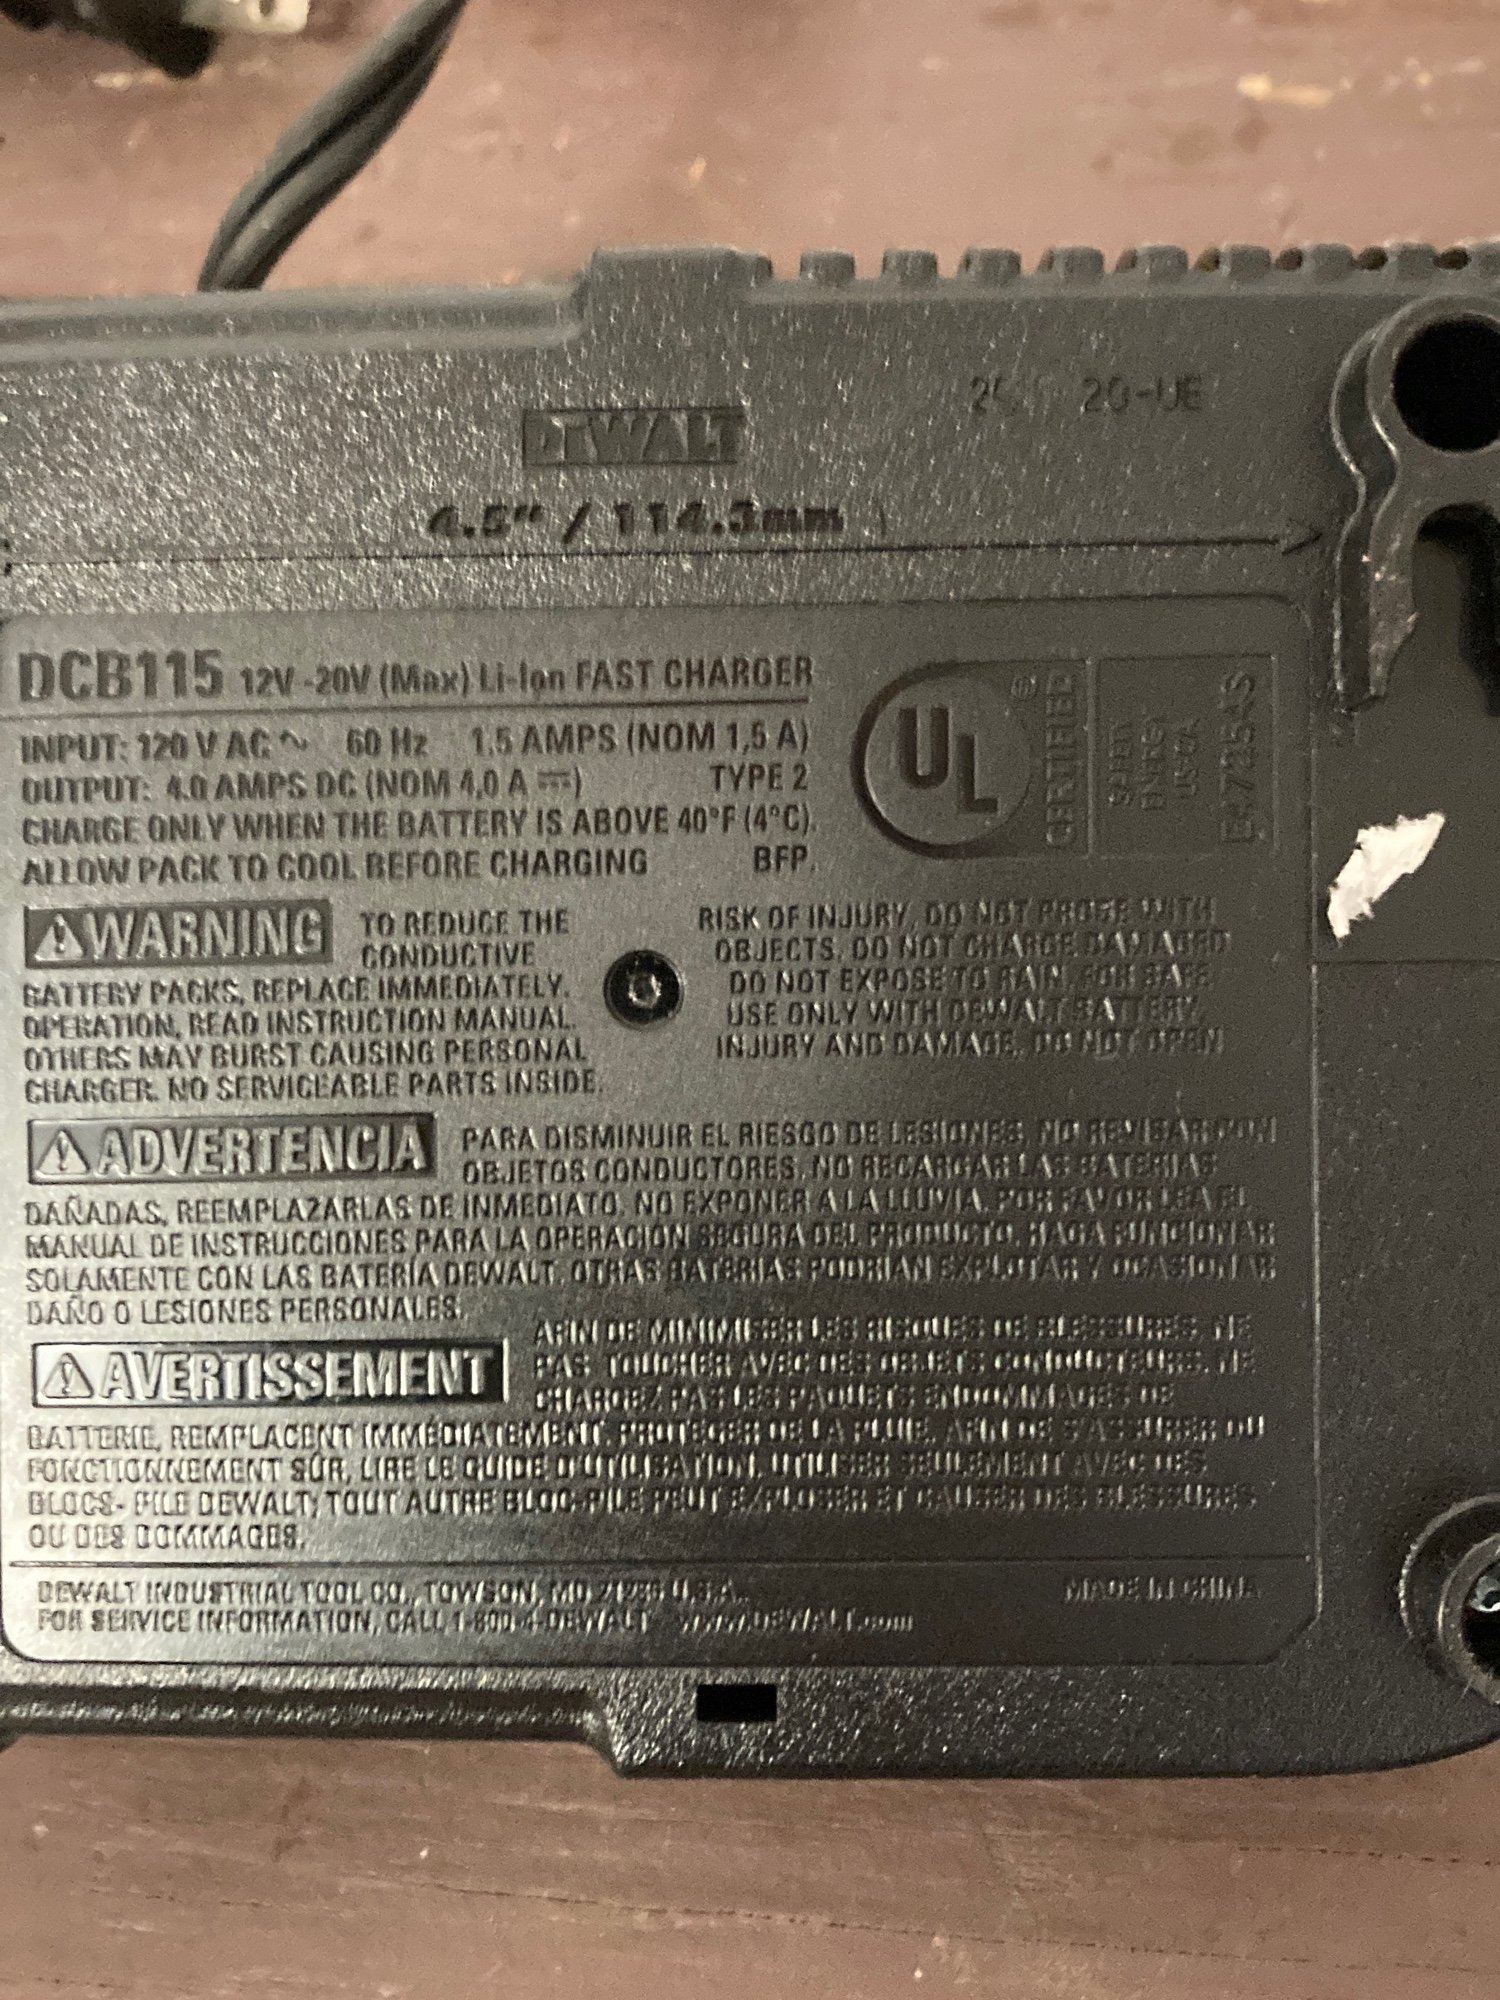 20-UE
DEWALT
4.5" / 114.3mm
DCB115 12V -20V (Max) Li-Ion FAST CHARGER
INPUT: 120 V AC ~ 60 Hz 1.5 AMPS (NOM 1,5 A)
OUTPUT: 4.0 AMPS DC (NOM 4,0 A ⎓) TYPE 2
CHARGE ONLY WHEN THE BATTERY IS ABOVE 40°F (4°C).
ALLOW PACK TO COOL BEFORE CHARGING BFP.
UL ®
CERTIFIED
SAFETY
ENERGY
US-CA
⚠WARNING TO REDUCE THE RISK OF INJURY, DO NOT PROBE WITH
CONDUCTIVE OBJECTS. DO NOT CHARGE DAMAGED
BATTERY PACKS, REPLACE IMMEDIATELY. DO NOT EXPOSE TO RAIN. FOR SAFE
OPERATION, READ INSTRUCTION MANUAL. USE ONLY WITH DEWALT BATTERY,
OTHERS MAY BURST CAUSING PERSONAL INJURY AND DAMAGE. DO NOT OPEN
CHARGER. NO SERVICEABLE PARTS INSIDE.
⚠ADVERTENCIA PARA DISMINUIR EL RIESGO DE LESIONES, NO REVISAR CON
OBJETOS CONDUCTORES, NO RECARGAR LAS BATERIAS
DAÑADAS, REEMPLAZARLAS DE INMEDIATO. NO EXPONER A LA LLUVIA. POR FAVOR LEA EL
MANUAL DE INSTRUCCIONES PARA LA OPERACIÓN SEGURA DEL PRODUCTO, HAGA FUNCIONAR
SOLAMENTE CON LAS BATERÍA DEWALT, OTRAS BATERIAS PODRIAN EXPLOTAR Y OCASIONAR
DAÑO O LESIONES PERSONALES.
⚠AVERTISSEMENT AFIN DE MINIMISER LES RISQUES DE BLESSURES, NE
PAS TOUCHER AVEC DES OBJETS CONDUCTEURS. NE
CHARGEZ PAS LES PAQUETS ENDOMMAGES DE
BATTERIE, REMPLACENT IMMÉDIATEMENT. PROTEGER DE LA PLUIE. AFIN DE S'ASSURER DU
FONCTIONNEMENT SÛR, LIRE LE GUIDE D'UTILISATION. UTILISER SEULEMENT AVEC DES
BLOCS- PILE DEWALT; TOUT AUTRE BLOC-PILE PEUT EXPLOSER ET CAUSER DES BLESSURES
OU DES DOMMAGES.
DEWALT INDUSTRIAL TOOL CO., TOWSON, MD 21286 U.S.A. MADE IN CHINA
FOR SERVICE INFORMATION, CALL 1-800-4-DEWALT www.DEWALT.com